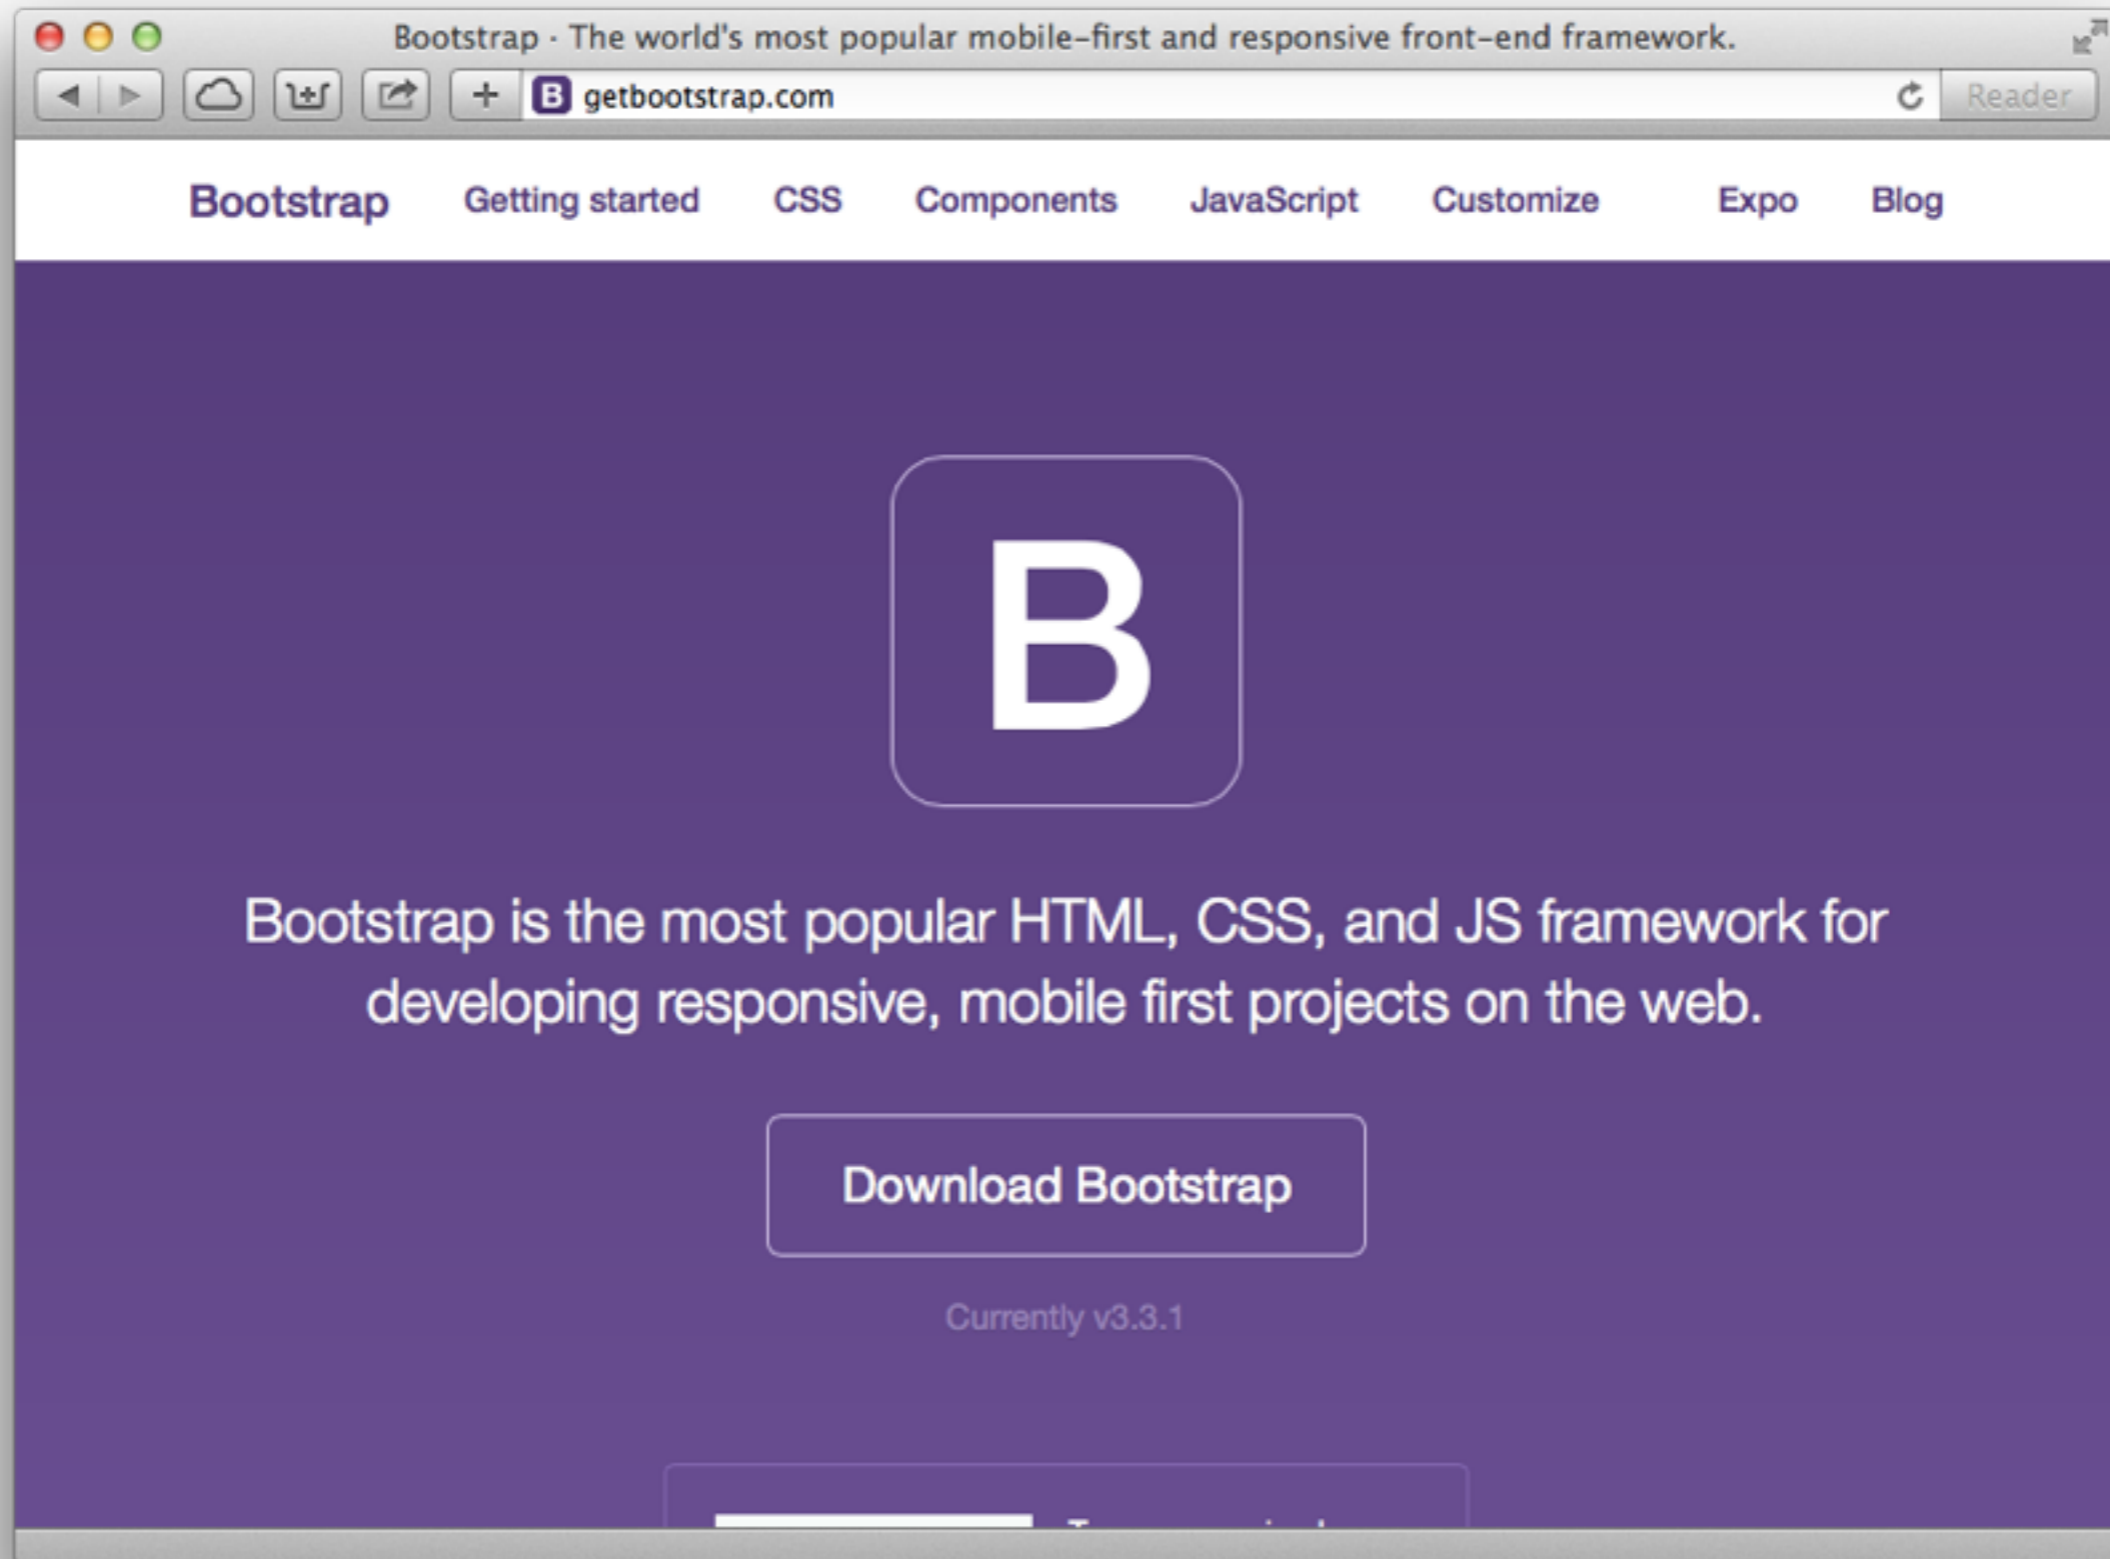 Bootstrap · The world's most popular mobile-first and responsive front-end framework.
B getbootstrap.com Reader
Bootstrap Getting started CSS Components JavaScript Customize Expo Blog
B
Bootstrap is the most popular HTML, CSS, and JS framework for
developing responsive, mobile first projects on the web.
Download Bootstrap
Currently v3.3.1